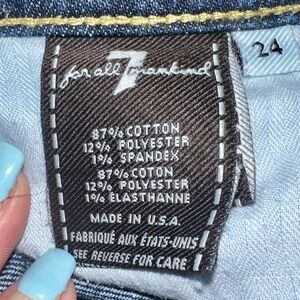 for all 7 mankind
24
87% COTTON
12% POLYESTER
1% SPANDEX
87% COTON
12% POLYESTER
1% ELASTHANNE
MADE IN U.S.A.
FABRIQUÉ AUX ÉTATS-UNIS
SEE REVERSE FOR CARE